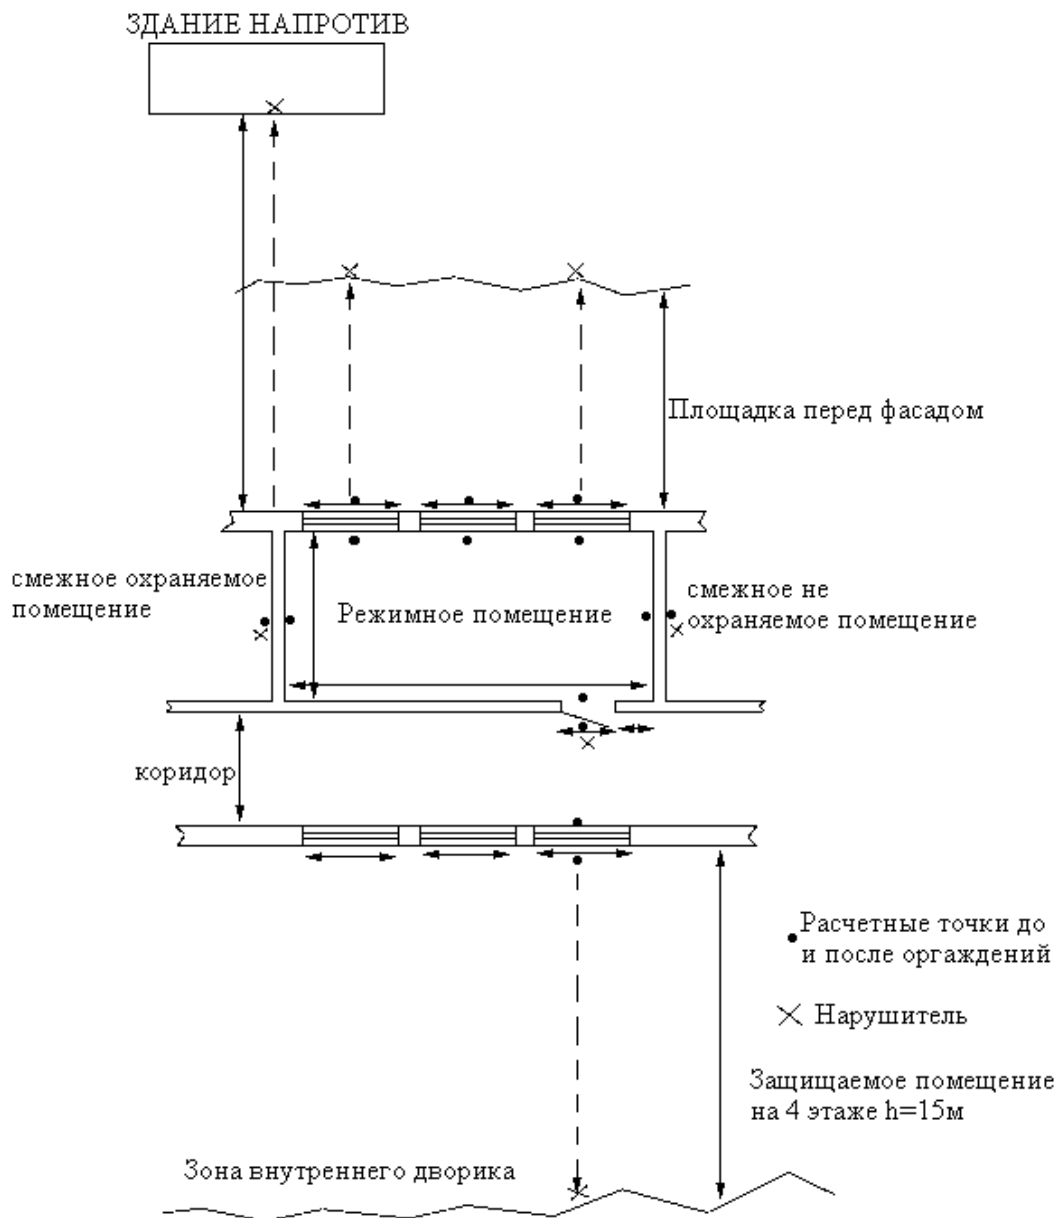 ЗДАНИЕ НАПРОТИВ
Площадка перед фасадом
смежное охраняемое
помещение
Режимное помещение
смежное не
охраняемое помещение
коридор
Расчетные точки до
и после оргаждений
Нарушитель
Защищаемое помещение
на 4 этаже h=15м
Зона внутреннего дворика